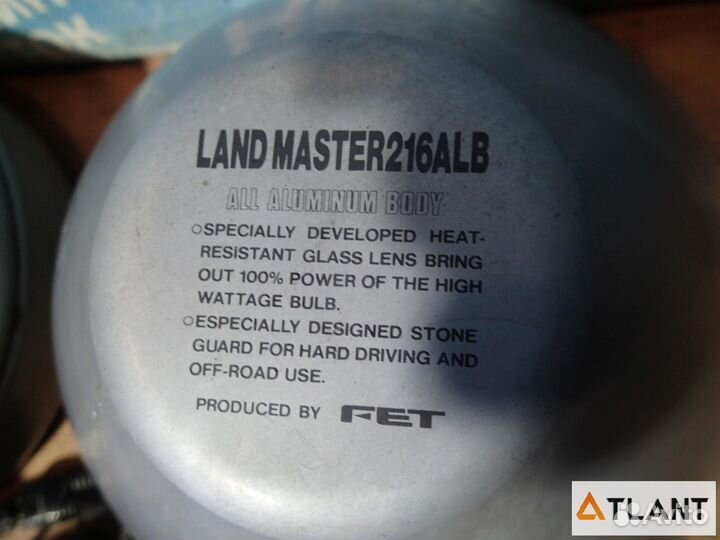 LAND MASTER216ALB
ALL ALUMINUM BODY
○SPECIALLY DEVELOPED HEAT-
RESISTANT GLASS LENS BRING
OUT 100% POWER OF THE HIGH
WATTAGE BULB.
○ESPECIALLY DESIGNED STONE
GUARD FOR HARD DRIVING AND
OFF-ROAD USE.
PRODUCED BY FET
ATLANT
Avito